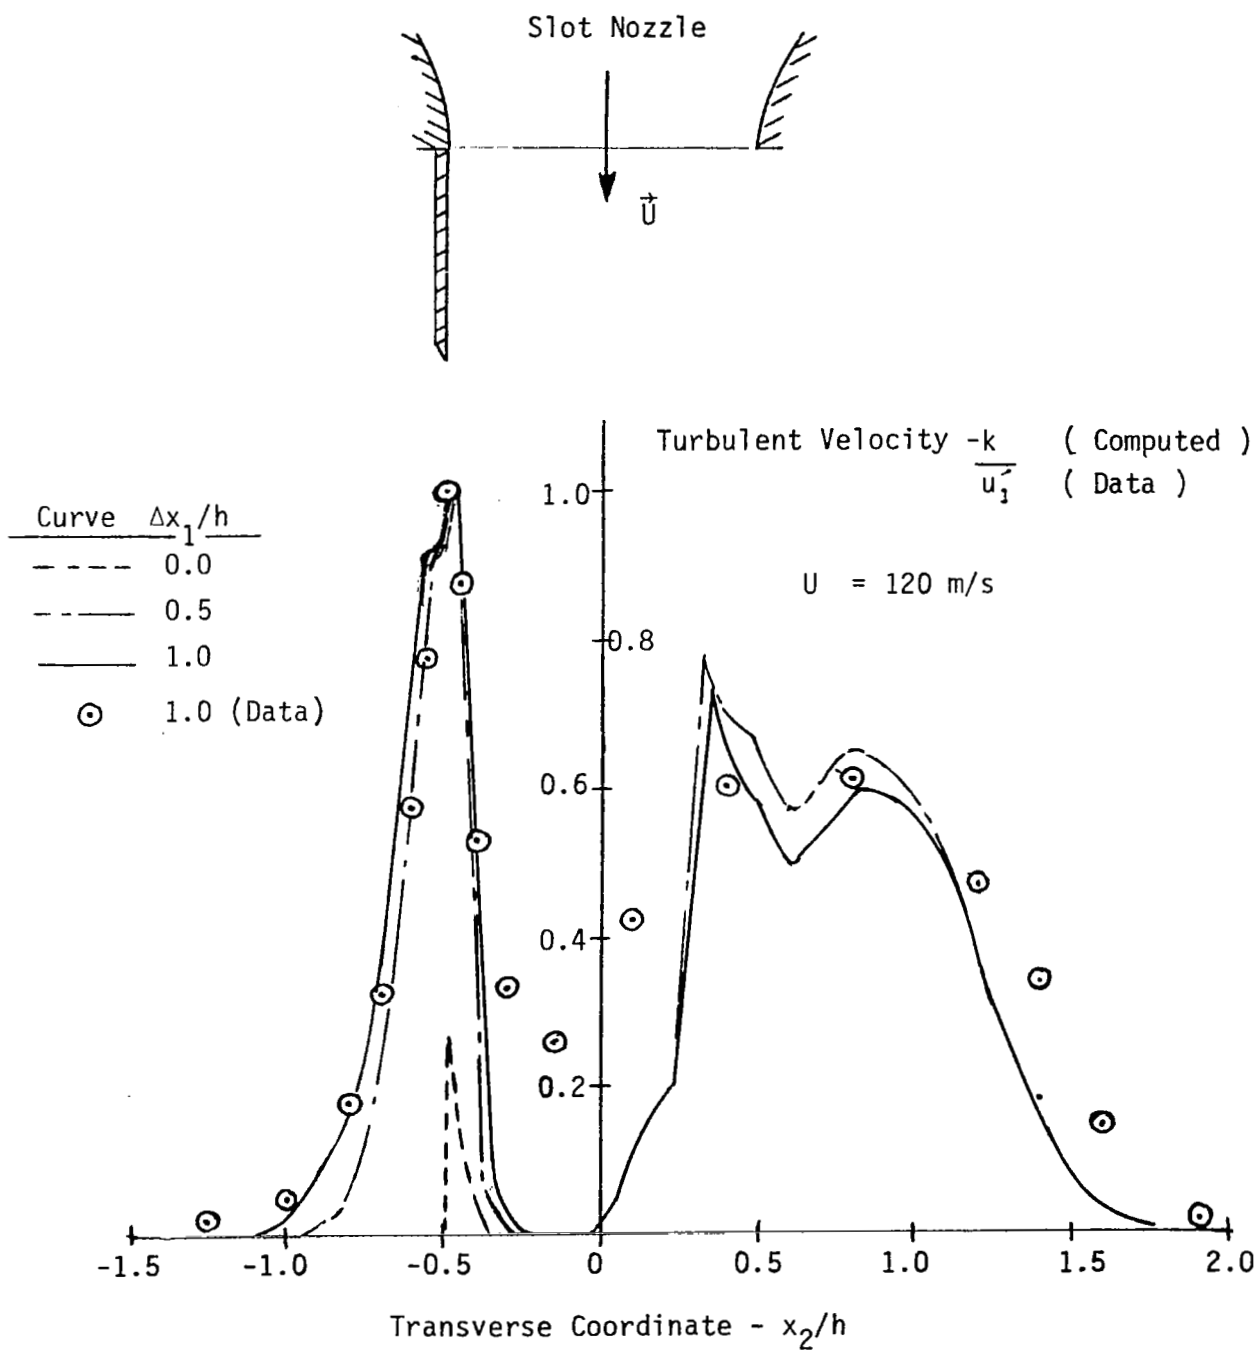 Slot Nozzle
U⃗
Turbulent Velocity -k ( Computed )
u₁′ ( Data )
U = 120 m/s
Curve Δx₁/h
0.0
0.5
1.0
1.0 (Data)
1.0
0.8
0.6
0.4
0.2
-1.5 -1.0 -0.5 0 0.5 1.0 1.5 2.0
Transverse Coordinate - x₂/h